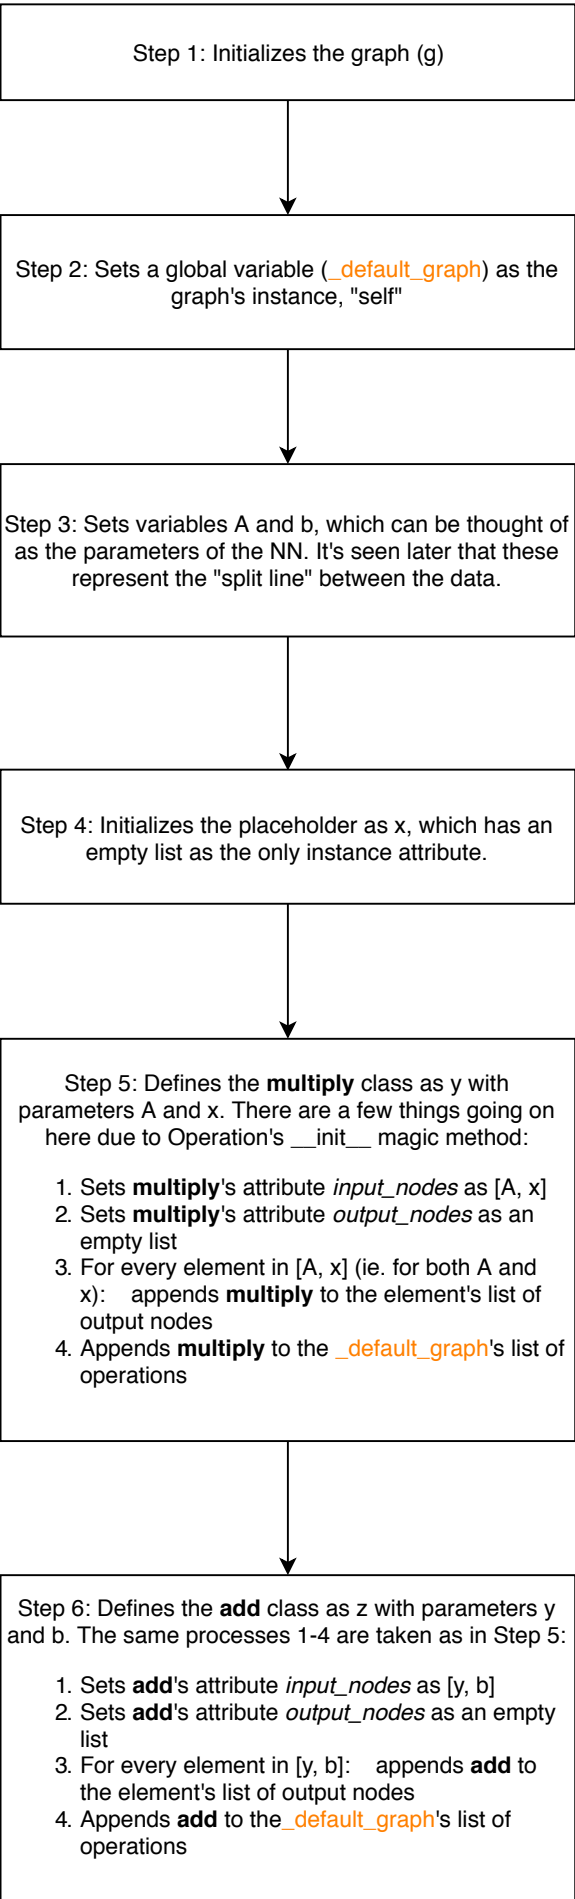 Step 1: Initializes the graph (g)
Step 2: Sets a global variable (_default_graph) as the
graph's instance, "self"
Step 3: Sets variables A and b, which can be thought of
as the parameters of the NN. It's seen later that these
represent the "split line" between the data.
Step 4: Initializes the placeholder as x, which has an
empty list as the only instance attribute.
Step 5: Defines the multiply class as y with
parameters A and x. There are a few things going on
here due to Operation's __init__ magic method:
1. Sets multiply's attribute input_nodes as [A, x]
2. Sets multiply's attribute output_nodes as an
empty list
3. For every element in [A, x] (ie. for both A and
x):    appends multiply to the element's list of
output nodes
4. Appends multiply to the _default_graph's list of
operations
Step 6: Defines the add class as z with parameters y
and b. The same processes 1-4 are taken as in Step 5:
1. Sets add's attribute input_nodes as [y, b]
2. Sets add's attribute output_nodes as an empty
list
3. For every element in [y, b]:    appends add to
the element's list of output nodes
4. Appends add to the_default_graph's list of
operations